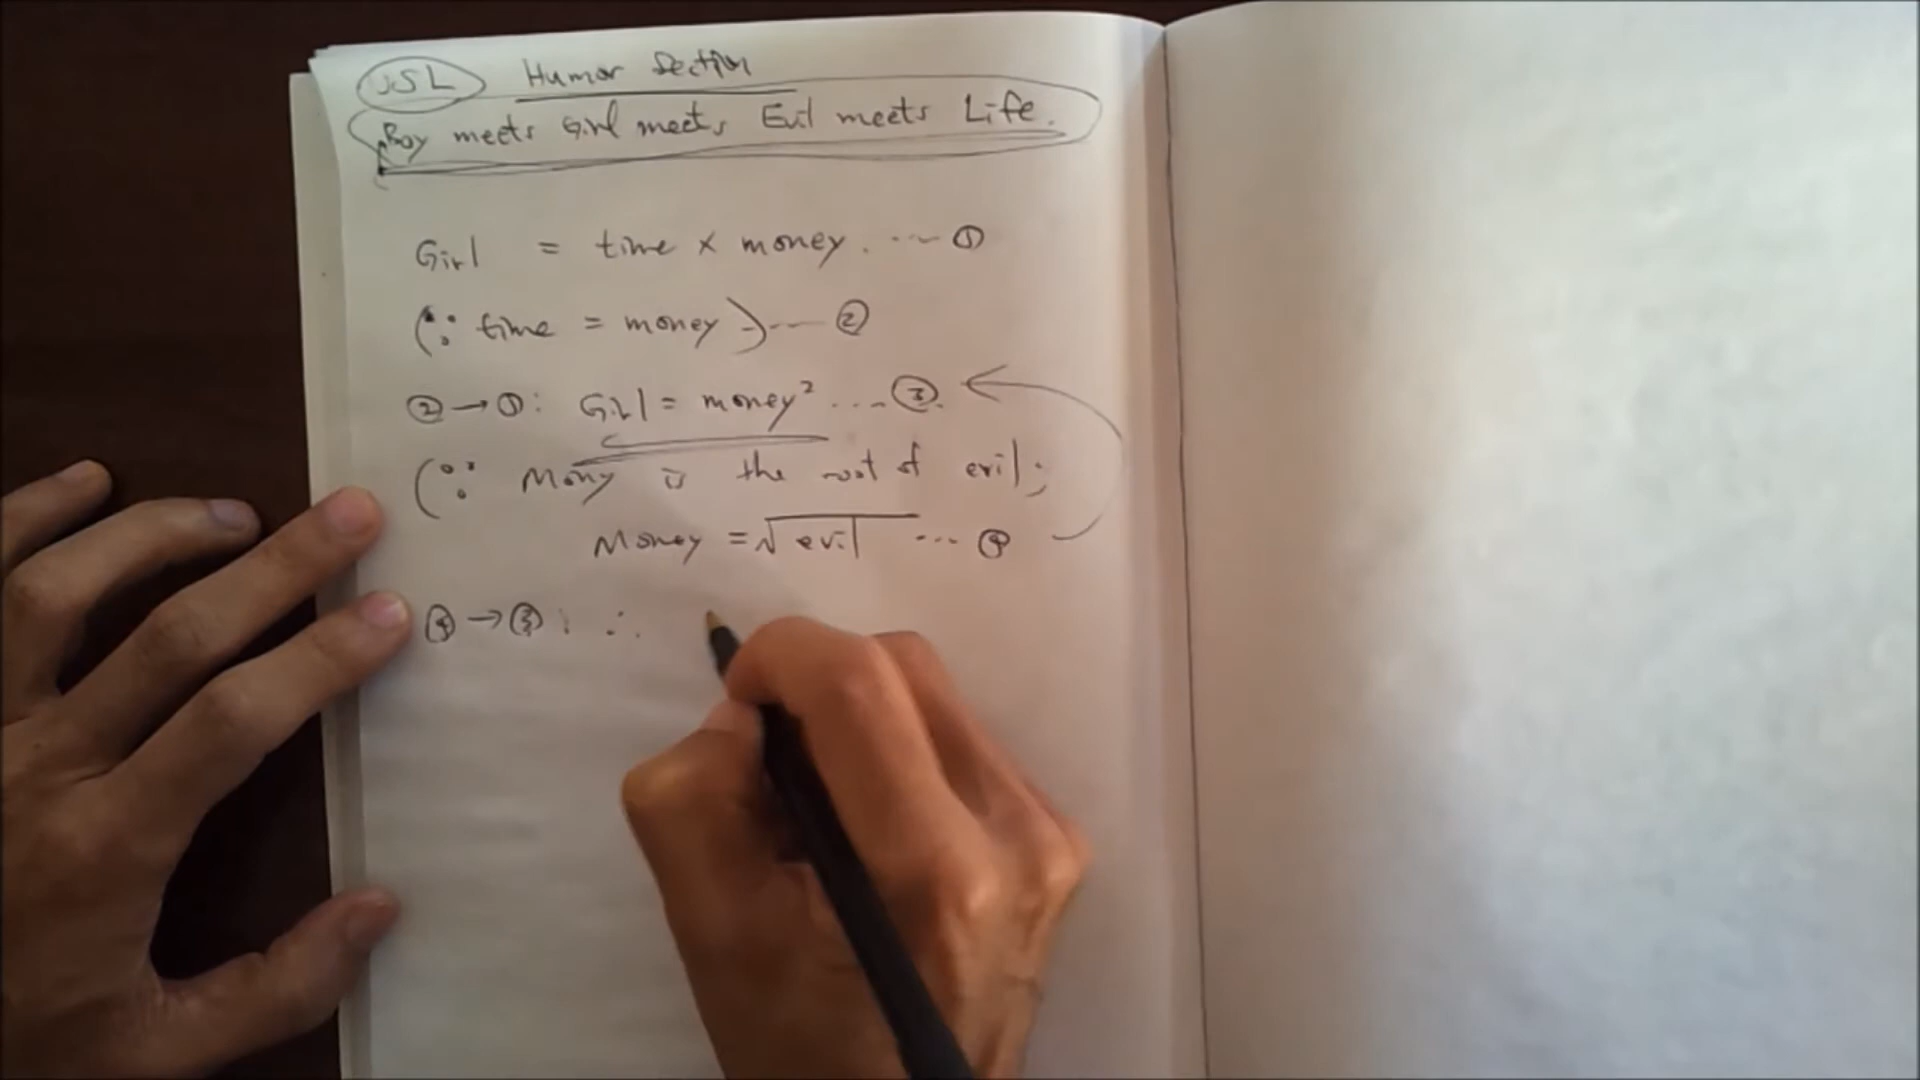 JSL Humor Section
Boy meets Girl meets Evil meets Life.
Girl = time × money. ... ①
(∵ time = money) ... ②
② → ①: Girl = money² .... ③.
(∵ Mony is the root of evil;
Money = √evil ... ④
④ → ③: ∴